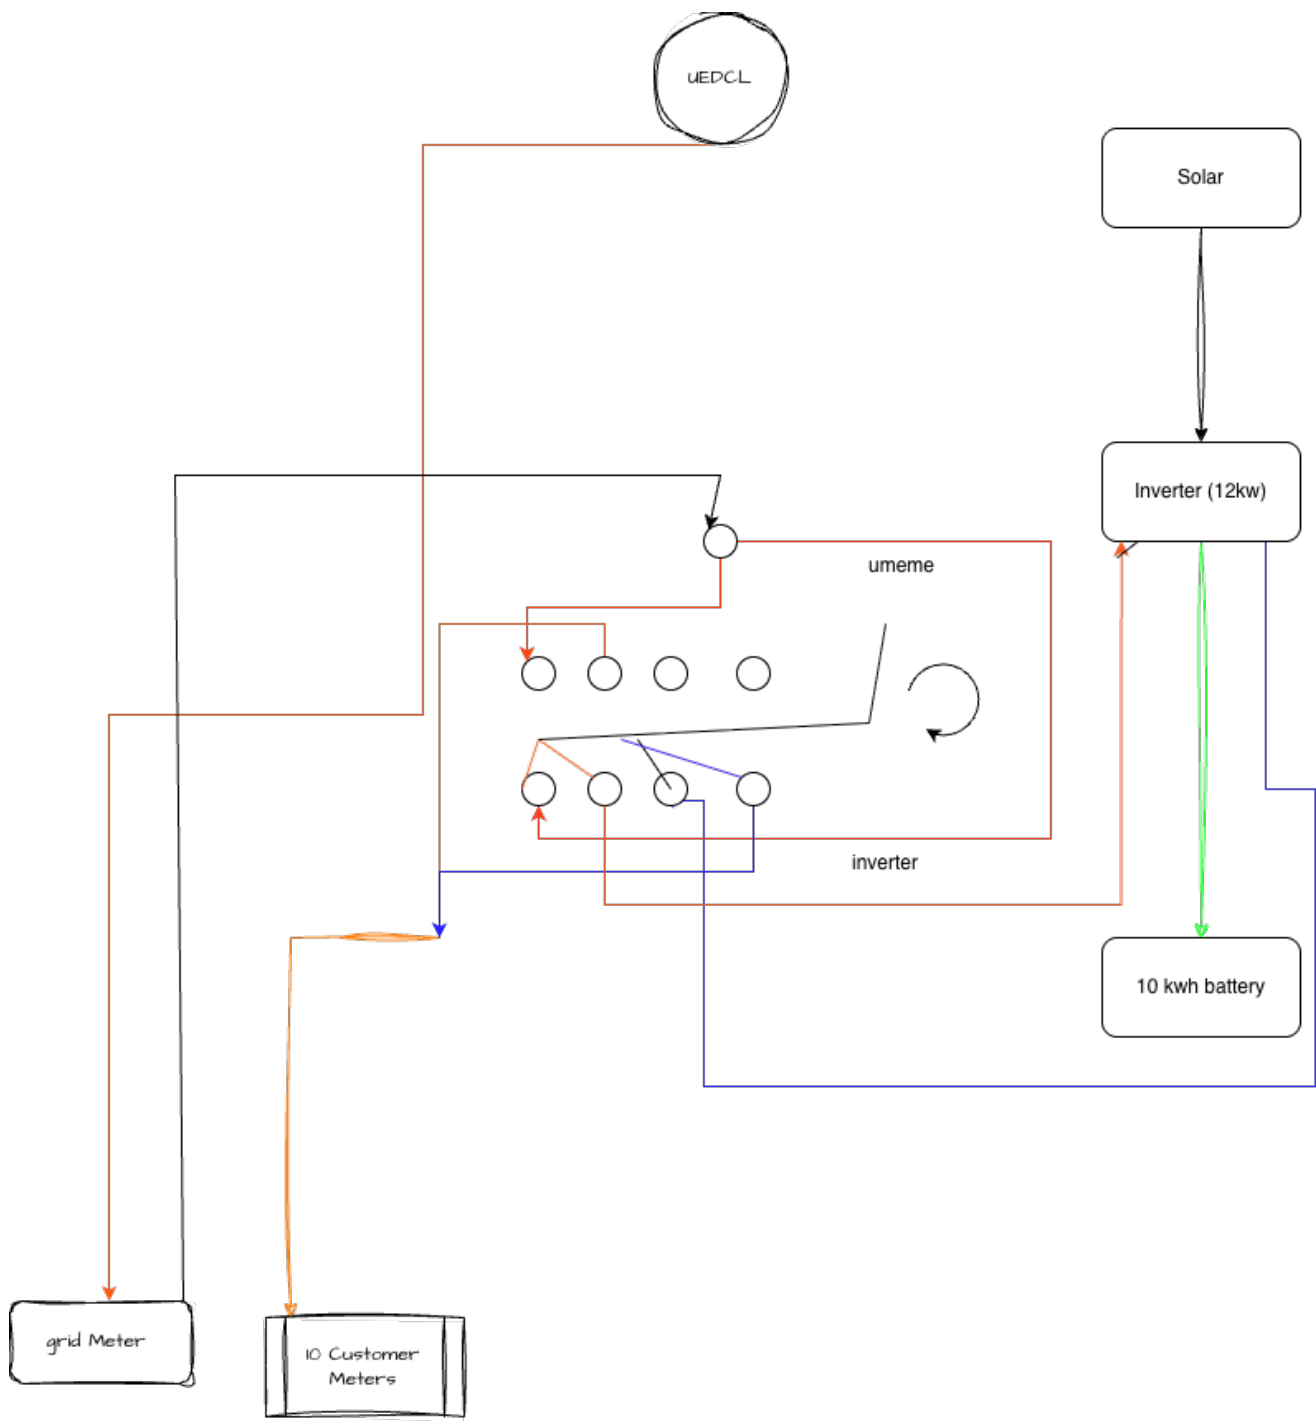 UEDCL
Solar
Inverter (12kw)
umeme
inverter
10 kwh battery
grid Meter
10 Customer
Meters